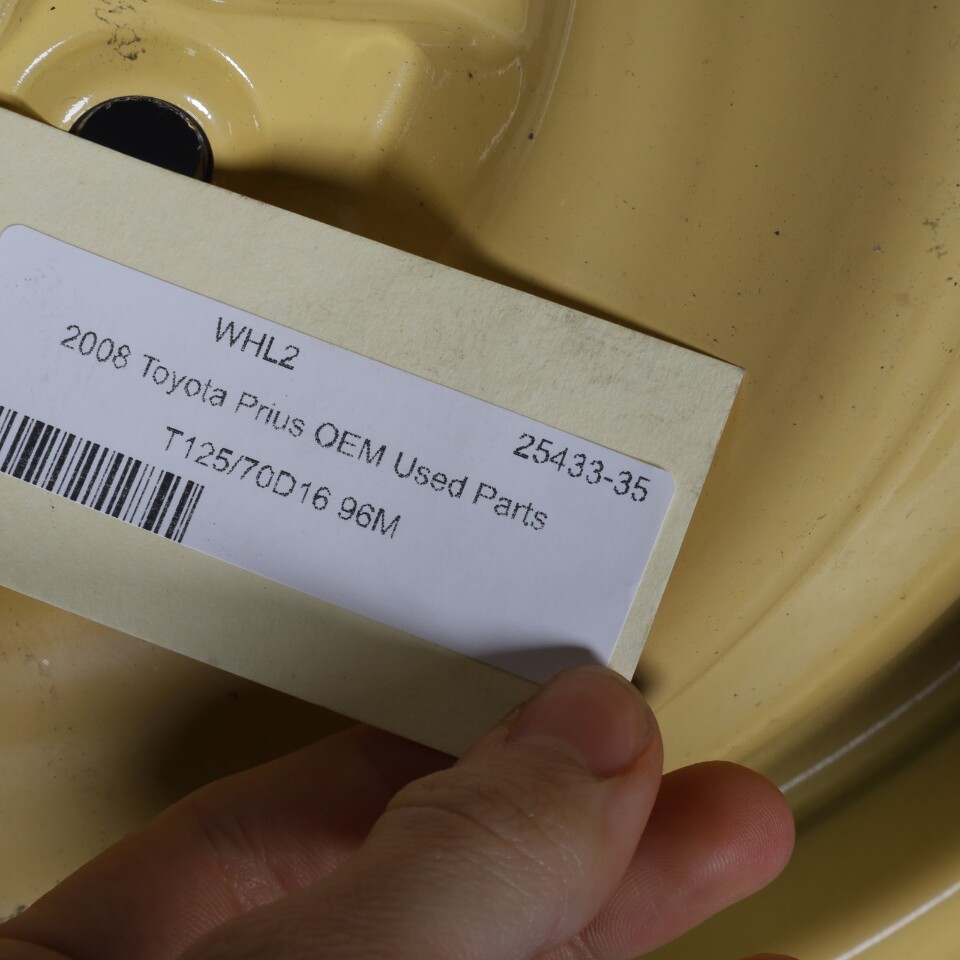 WHL2
25433-35
2008 Toyota Prius OEM Used Parts
T125/70D16 96M